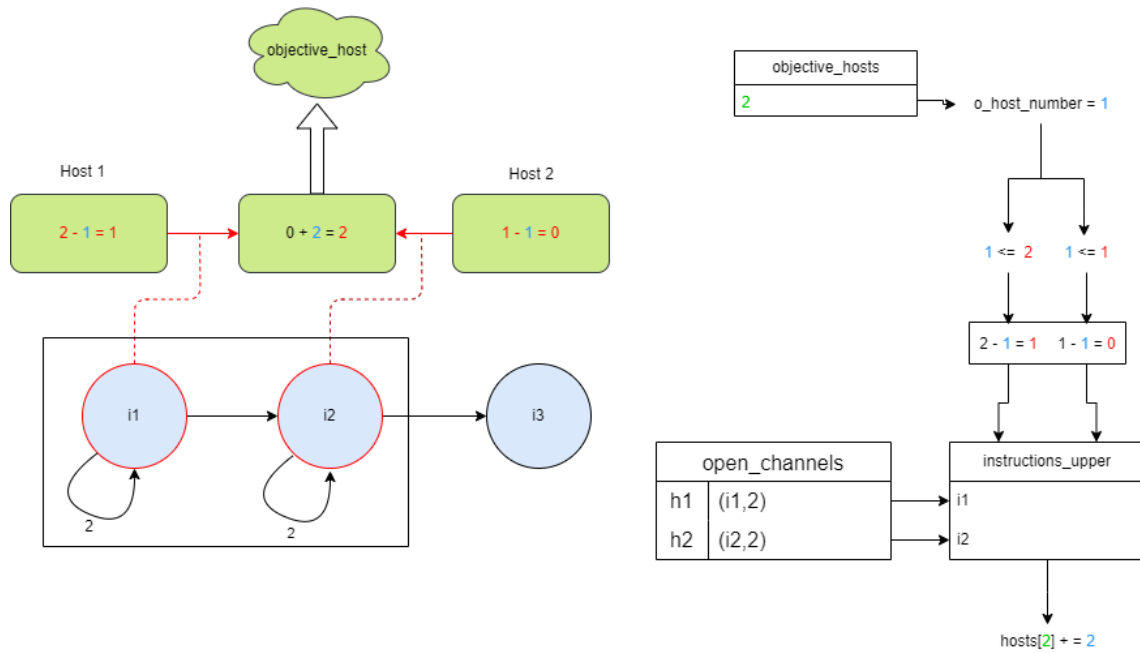 objective_host
Host 1
Host 2
2 - 1 = 1
0 + 2 = 2
1 - 1 = 0
i1
i2
i3
2
2
objective_hosts
2
o_host_number = 1
1 <= 2
1 <= 1
2 - 1 = 1
1 - 1 = 0
open_channels
h1 (i1,2)
h2 (i2,2)
instructions_upper
i1
i2
hosts[2] + = 2